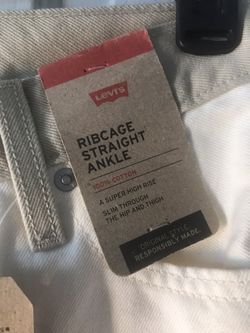 Levi's
RIBCAGE
STRAIGHT
ANKLE
100% COTTON
A SUPER HIGH RISE
SLIM THROUGH
THE HIP AND THIGH
ORIGINAL STYLE.
RESPONSIBLY MADE.